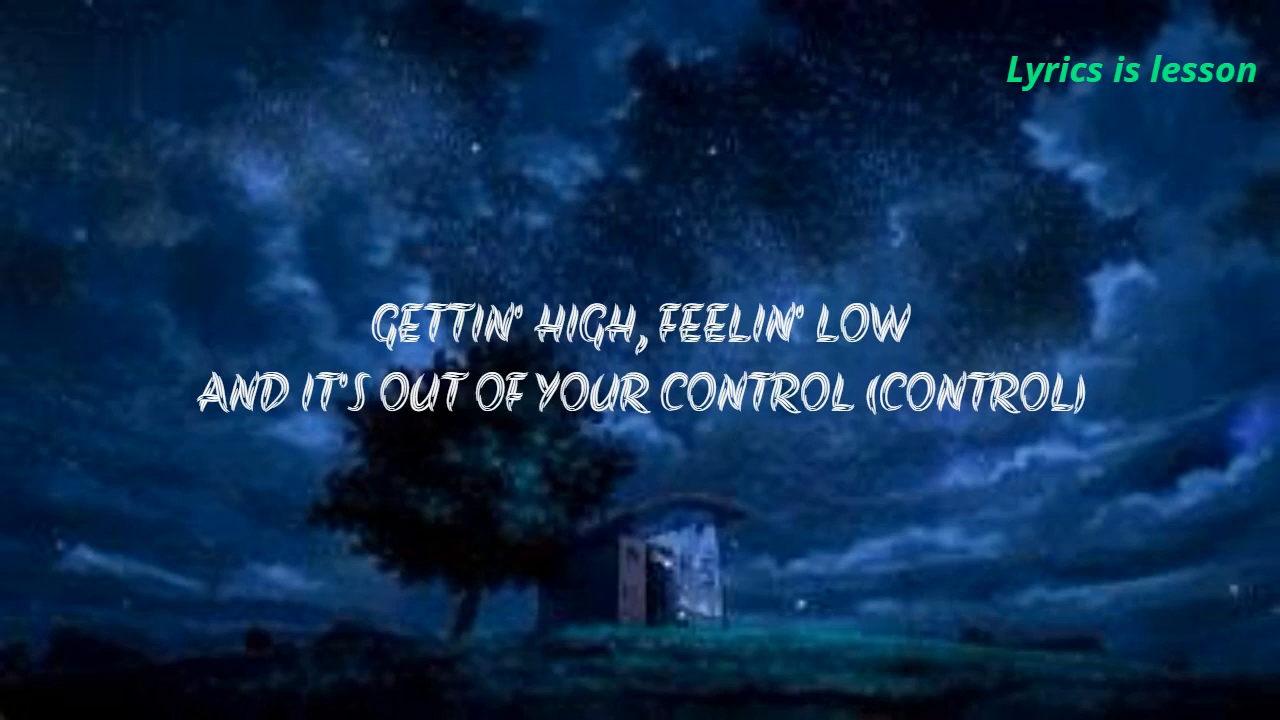 Lyrics is lesson
GETTIN' HIGH, FEELIN' LOW
AND IT'S OUT OF YOUR CONTROL (CONTROL)